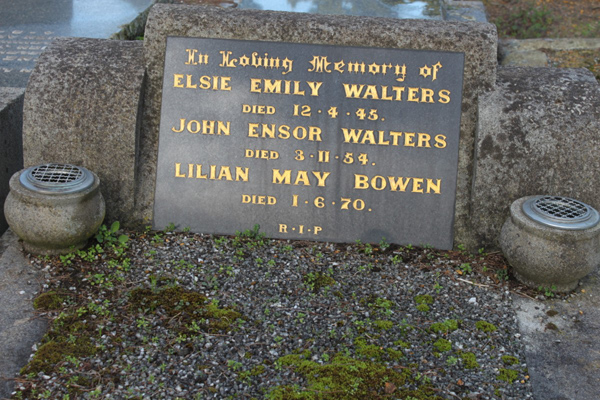 In Loving Memory of
ELSIE EMILY WALTERS
DIED 12·4·45.
JOHN ENSOR WALTERS
DIED 3·11·54.
LILIAN MAY BOWEN
DIED 1·6·70.
R·I·P